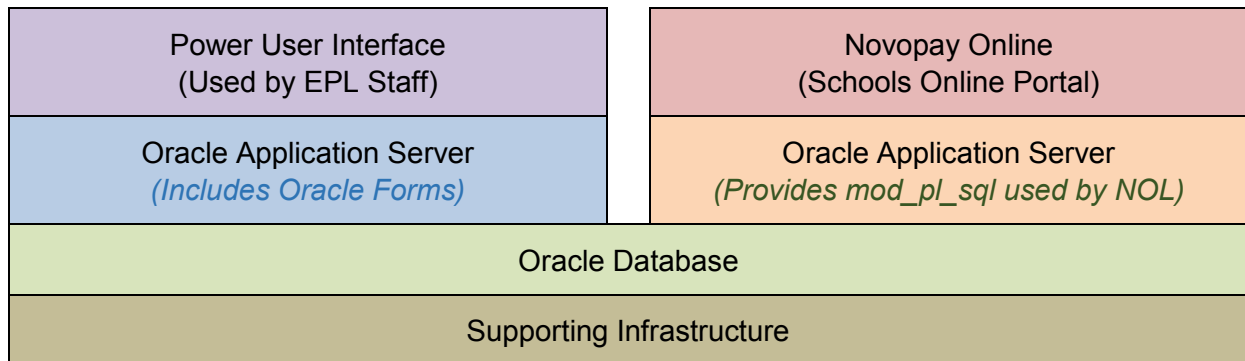 Power User Interface
(Used by EPL Staff)
Novopay Online
(Schools Online Portal)
Oracle Application Server
(Includes Oracle Forms)
Oracle Application Server
(Provides mod_pl_sql used by NOL)
Oracle Database
Supporting Infrastructure